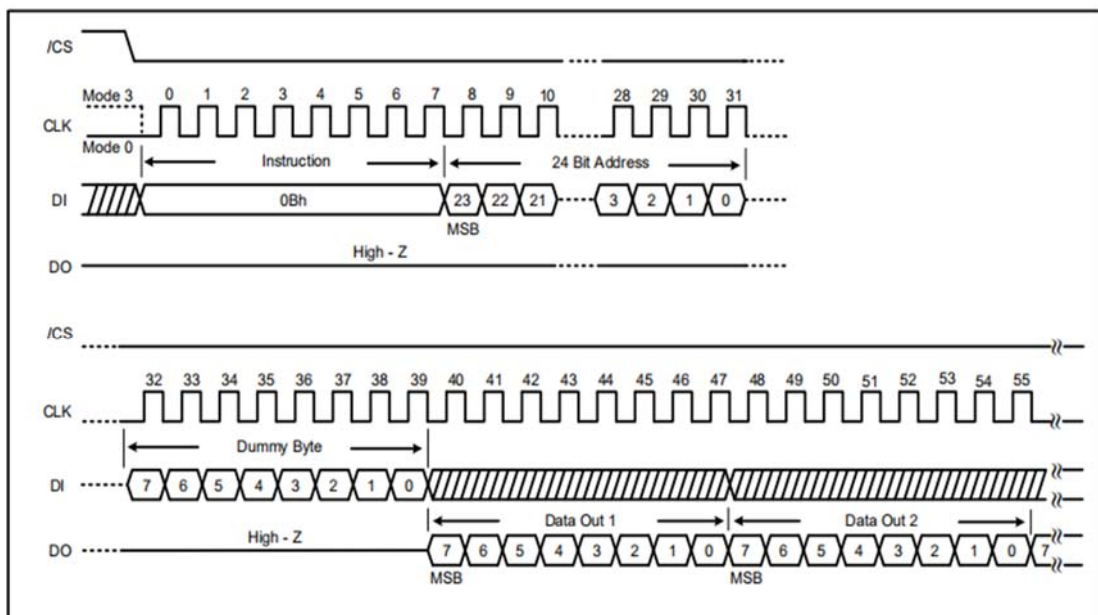 /CS
Mode 3 0 1 2 3 4 5 6 7 8 9 10 28 29 30 31
CLK
Mode 0
Instruction 24 Bit Address
DI 0Bh 23 22 21 3 2 1 0
MSB
High - Z
DO
/CS
32 33 34 35 36 37 38 39 40 41 42 43 44 45 46 47 48 49 50 51 52 53 54 55
CLK
Dummy Byte
DI 7 6 5 4 3 2 1 0
Data Out 1 Data Out 2
High - Z
DO 7 6 5 4 3 2 1 0 7 6 5 4 3 2 1 0 7
MSB MSB